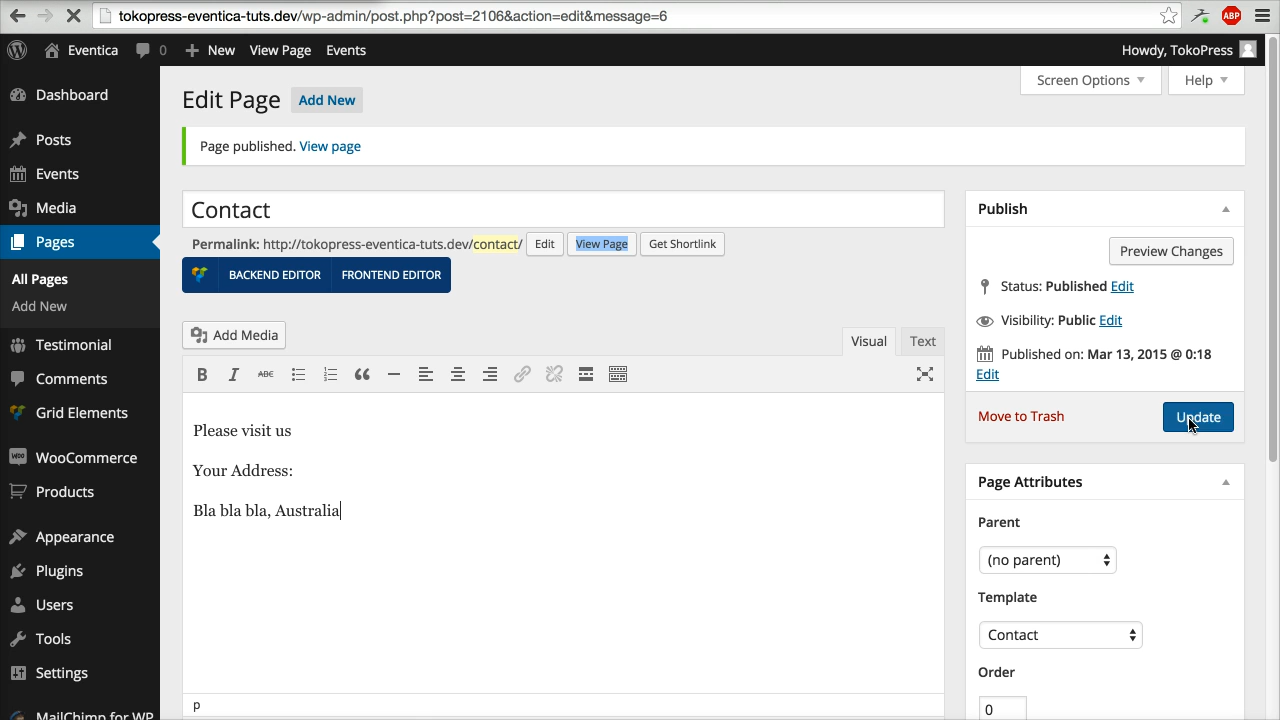 tokopress-eventica-tuts.dev/wp-admin/post.php?post=2106&action=edit&message=6
ABP
Eventica 0 New View Page Events Howdy, TokoPress
Screen Options Help
Dashboard
Posts
Events
Media
Pages
All Pages
Add New
Testimonial
Comments
Grid Elements
WooCommerce
Products
Appearance
Plugins
Users
Tools
Settings
MailChimp for WP
Edit Page Add New
Page published. View page
Contact
Permalink: http://tokopress-eventica-tuts.dev/contact/ Edit View Page Get Shortlink
BACKEND EDITOR FRONTEND EDITOR
Add Media
Visual Text
B I ABC
Please visit us
Your Address:
Bla bla bla, Australia
p
Publish
Preview Changes
Status: Published Edit
Visibility: Public Edit
Published on: Mar 13, 2015 @ 0:18
Edit
Move to Trash Update
Page Attributes
Parent
(no parent)
Template
Contact
Order
0